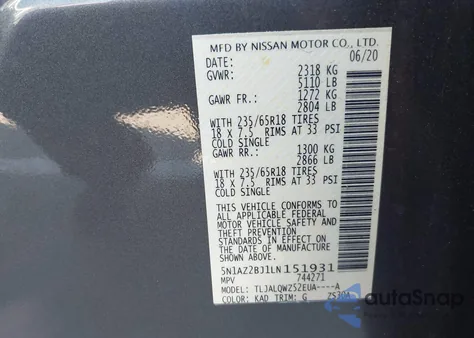 MFD BY NISSAN MOTOR CO., LTD.
DATE: 06/20
GVWR: 2318 KG
5110 LB
GAWR FR.: 1272 KG
2804 LB
WITH 235/65R18 TIRES
18 X 7.5 RIMS AT 33 PSI
COLD SINGLE
GAWR RR.: 1300 KG
2866 LB
WITH 235/65R18 TIRES
18 X 7.5 RIMS AT 33 PSI
COLD SINGLE
THIS VEHICLE CONFORMS TO
ALL APPLICABLE FEDERAL
MOTOR VEHICLE SAFETY
AND THEFT PREVENTION
STANDARDS IN EFFECT ON THE
DATE OF MANUFACTURE
SHOWN ABOVE.
5N1AZ2BJ1LN151931
MPV 744271
MODEL: TLJALQWZ52EUA----A
COLOR: KAD TRIM: G
autoSnap